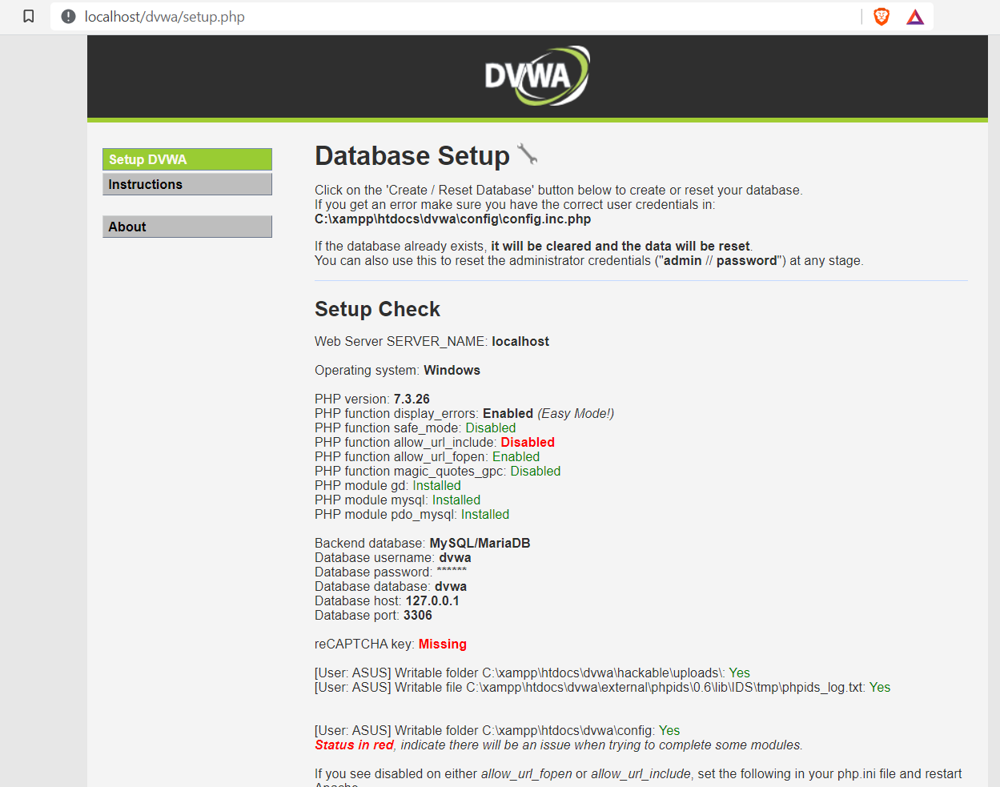 localhost/dvwa/setup.php
DVWA
Setup DVWA
Instructions
About
Database Setup
Click on the 'Create / Reset Database' button below to create or reset your database.
If you get an error make sure you have the correct user credentials in:
C:\xampp\htdocs\dvwa\config\config.inc.php
If the database already exists, it will be cleared and the data will be reset.
You can also use this to reset the administrator credentials ("admin // password") at any stage.
Setup Check
Web Server SERVER_NAME: localhost
Operating system: Windows
PHP version: 7.3.26
PHP function display_errors: Enabled (Easy Mode!)
PHP function safe_mode: Disabled
PHP function allow_url_include: Disabled
PHP function allow_url_fopen: Enabled
PHP function magic_quotes_gpc: Disabled
PHP module gd: Installed
PHP module mysql: Installed
PHP module pdo_mysql: Installed
Backend database: MySQL/MariaDB
Database username: dvwa
Database password: ******
Database database: dvwa
Database host: 127.0.0.1
Database port: 3306
reCAPTCHA key: Missing
[User: ASUS] Writable folder C:\xampp\htdocs\dvwa\hackable\uploads\: Yes
[User: ASUS] Writable file C:\xampp\htdocs\dvwa\external\phpids\0.6\lib\IDS\tmp\phpids_log.txt: Yes
[User: ASUS] Writable folder C:\xampp\htdocs\dvwa\config: Yes
Status in red, indicate there will be an issue when trying to complete some modules.
If you see disabled on either allow_url_fopen or allow_url_include, set the following in your php.ini file and restart